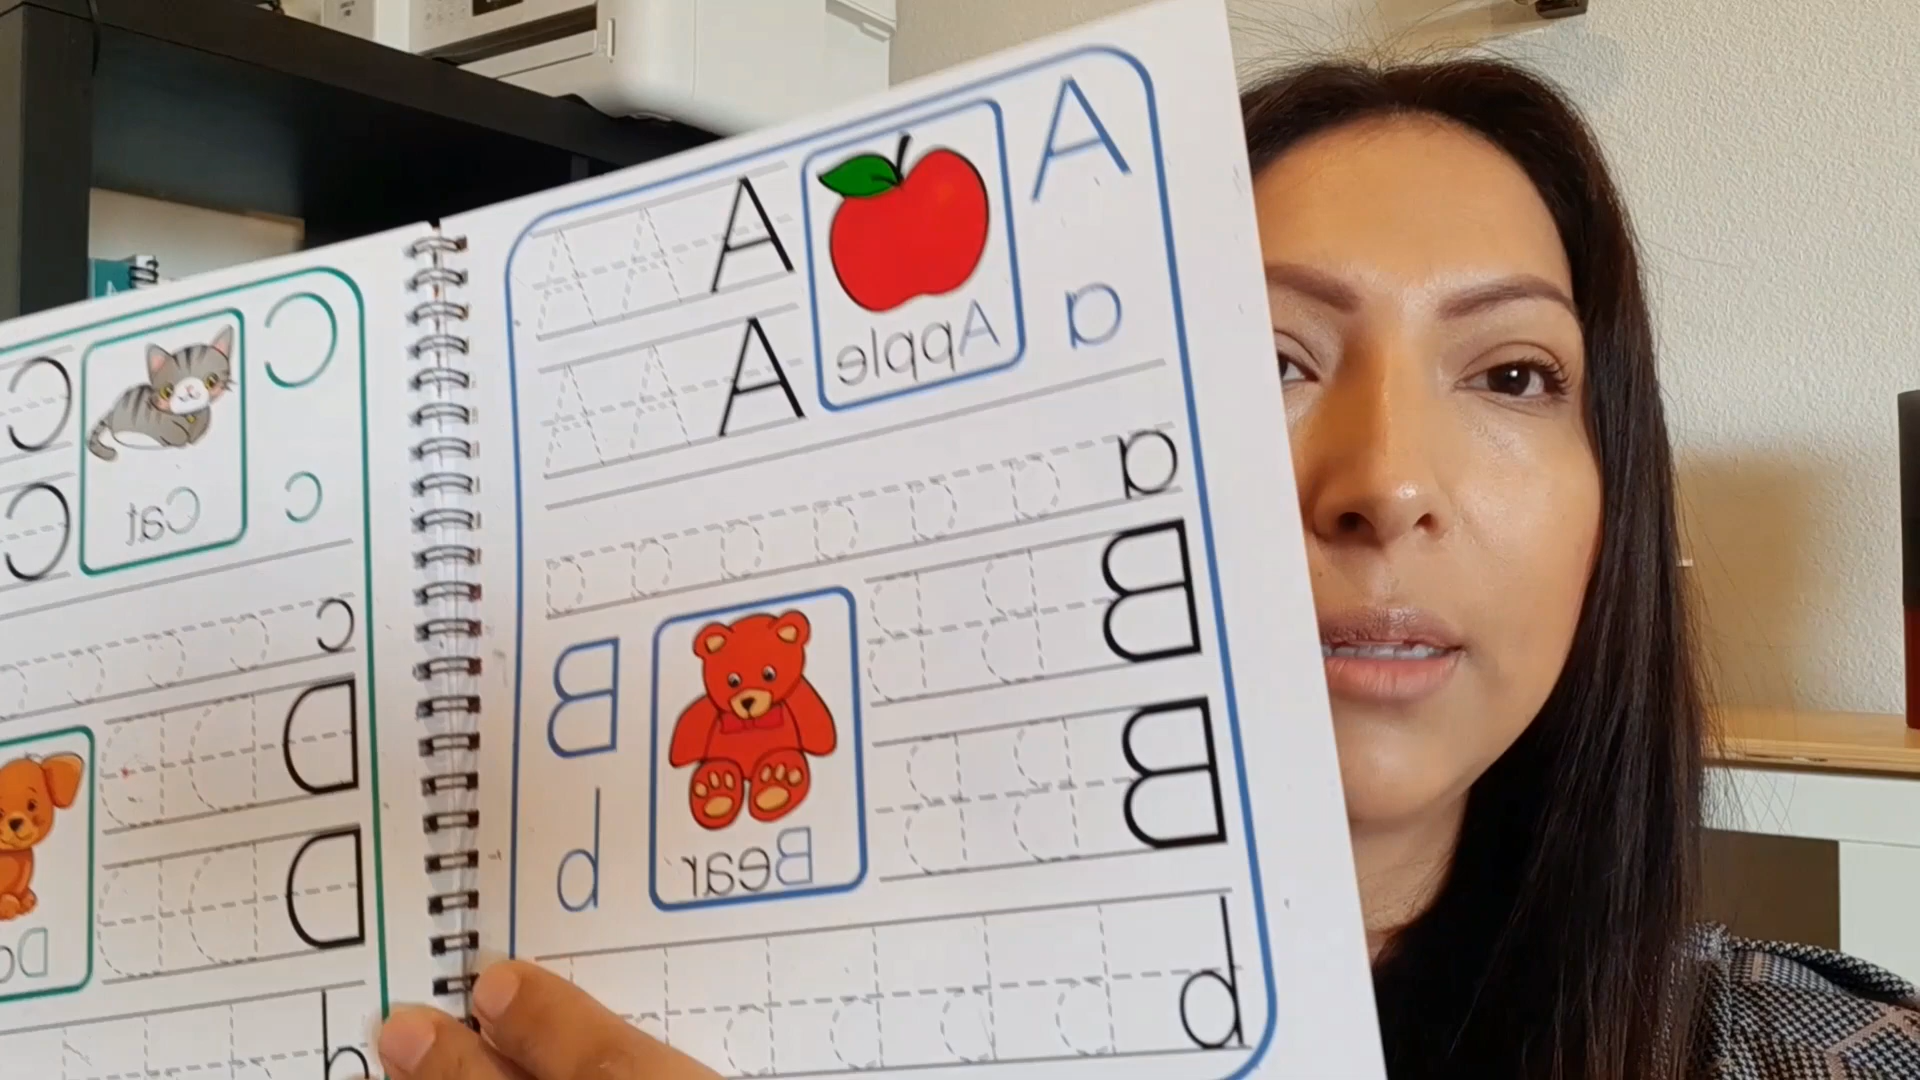 A A A A
a Apple A A A
a a a a a a a
B B B
B B B
B
Bear
b
b b b b b
C C
c Cat C
c c c c
D D D
D D D
d